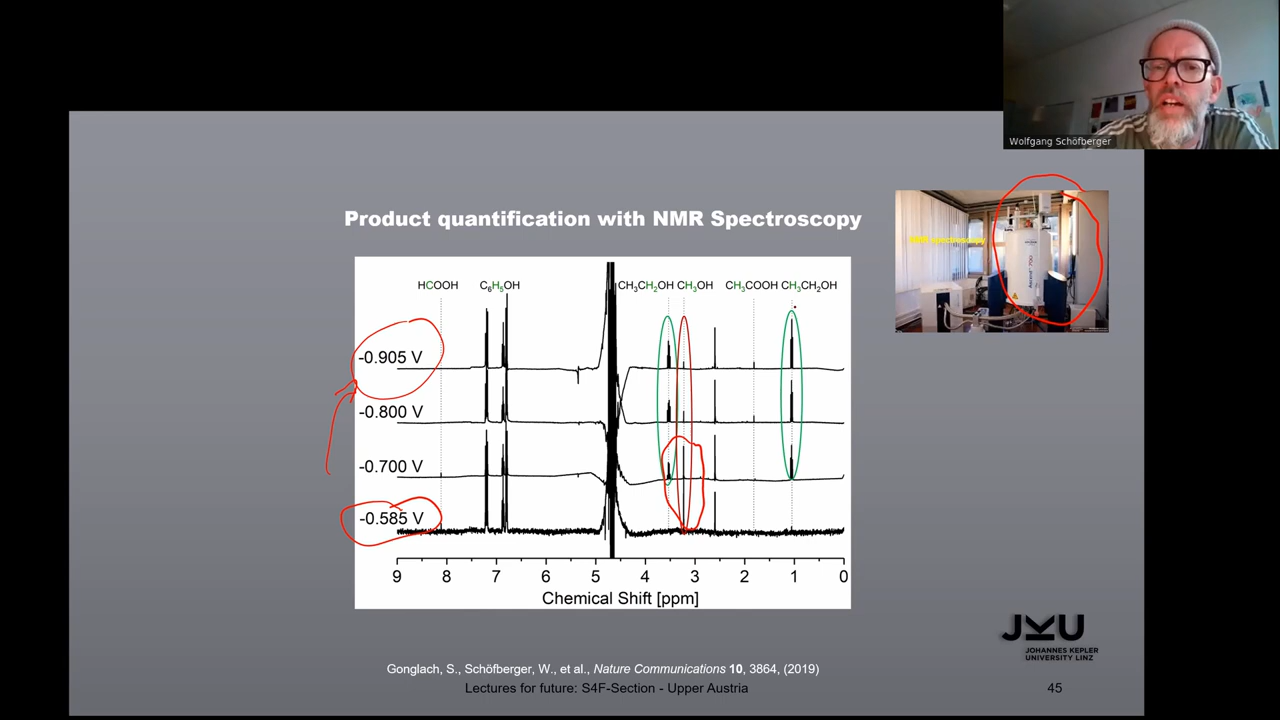 Wolfgang Schöfberger
Product quantification with NMR Spectroscopy
NMR spectroscopy
HCOOH C₆H₅OH CH₃CH₂OH CH₃OH CH₃COOH CH₃CH₂OH
-0.905 V
-0.800 V
-0.700 V
-0.585 V
9 8 7 6 5 4 3 2 1 0
Chemical Shift [ppm]
JKU
JOHANNES KEPLER
UNIVERSITY LINZ
Gonglach, S., Schöfberger, W., et al., Nature Communications 10, 3864, (2019)
Lectures for future: S4F-Section - Upper Austria 45